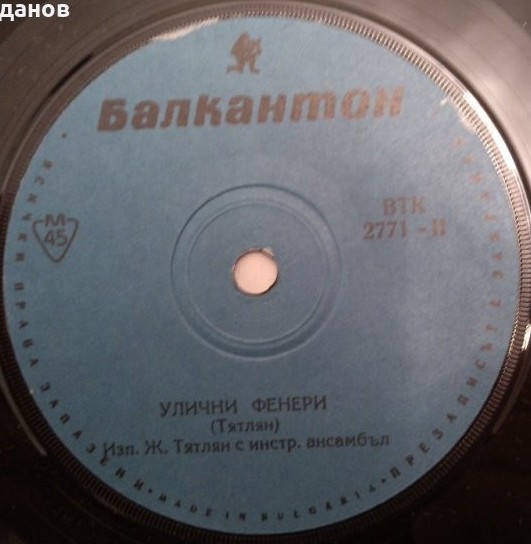 данов
Балкантон
ВТК
2771 - II
М
45
УЛИЧНИ ФЕНЕРИ
(Тятлян)
Изп. Ж. Тятлян с инстр. ансамбъл
ВСИЧКИ ПРАВА ЗАПАЗЕНИ • MADE IN BULGARIA • ПРЕЗАПИСЪТ